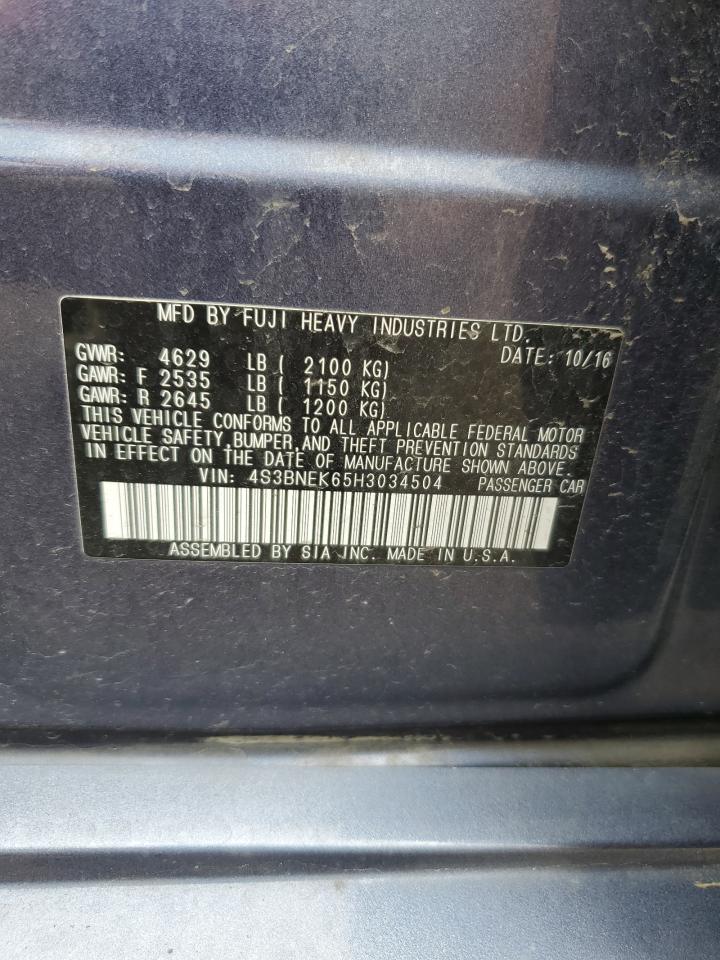 MFD BY FUJI HEAVY INDUSTRIES LTD.
DATE: 10/16
GVWR: 4629 LB ( 2100 KG)
GAWR: F 2535 LB ( 1150 KG)
GAWR: R 2645 LB ( 1200 KG)
THIS VEHICLE CONFORMS TO ALL APPLICABLE FEDERAL MOTOR
VEHICLE SAFETY, BUMPER, AND THEFT PREVENTION STANDARDS
IN EFFECT ON THE DATE OF MANUFACTURE SHOWN ABOVE.
VIN: 4S3BNEK65H3034504 PASSENGER CAR
ASSEMBLED BY SIA INC. MADE IN U.S.A.